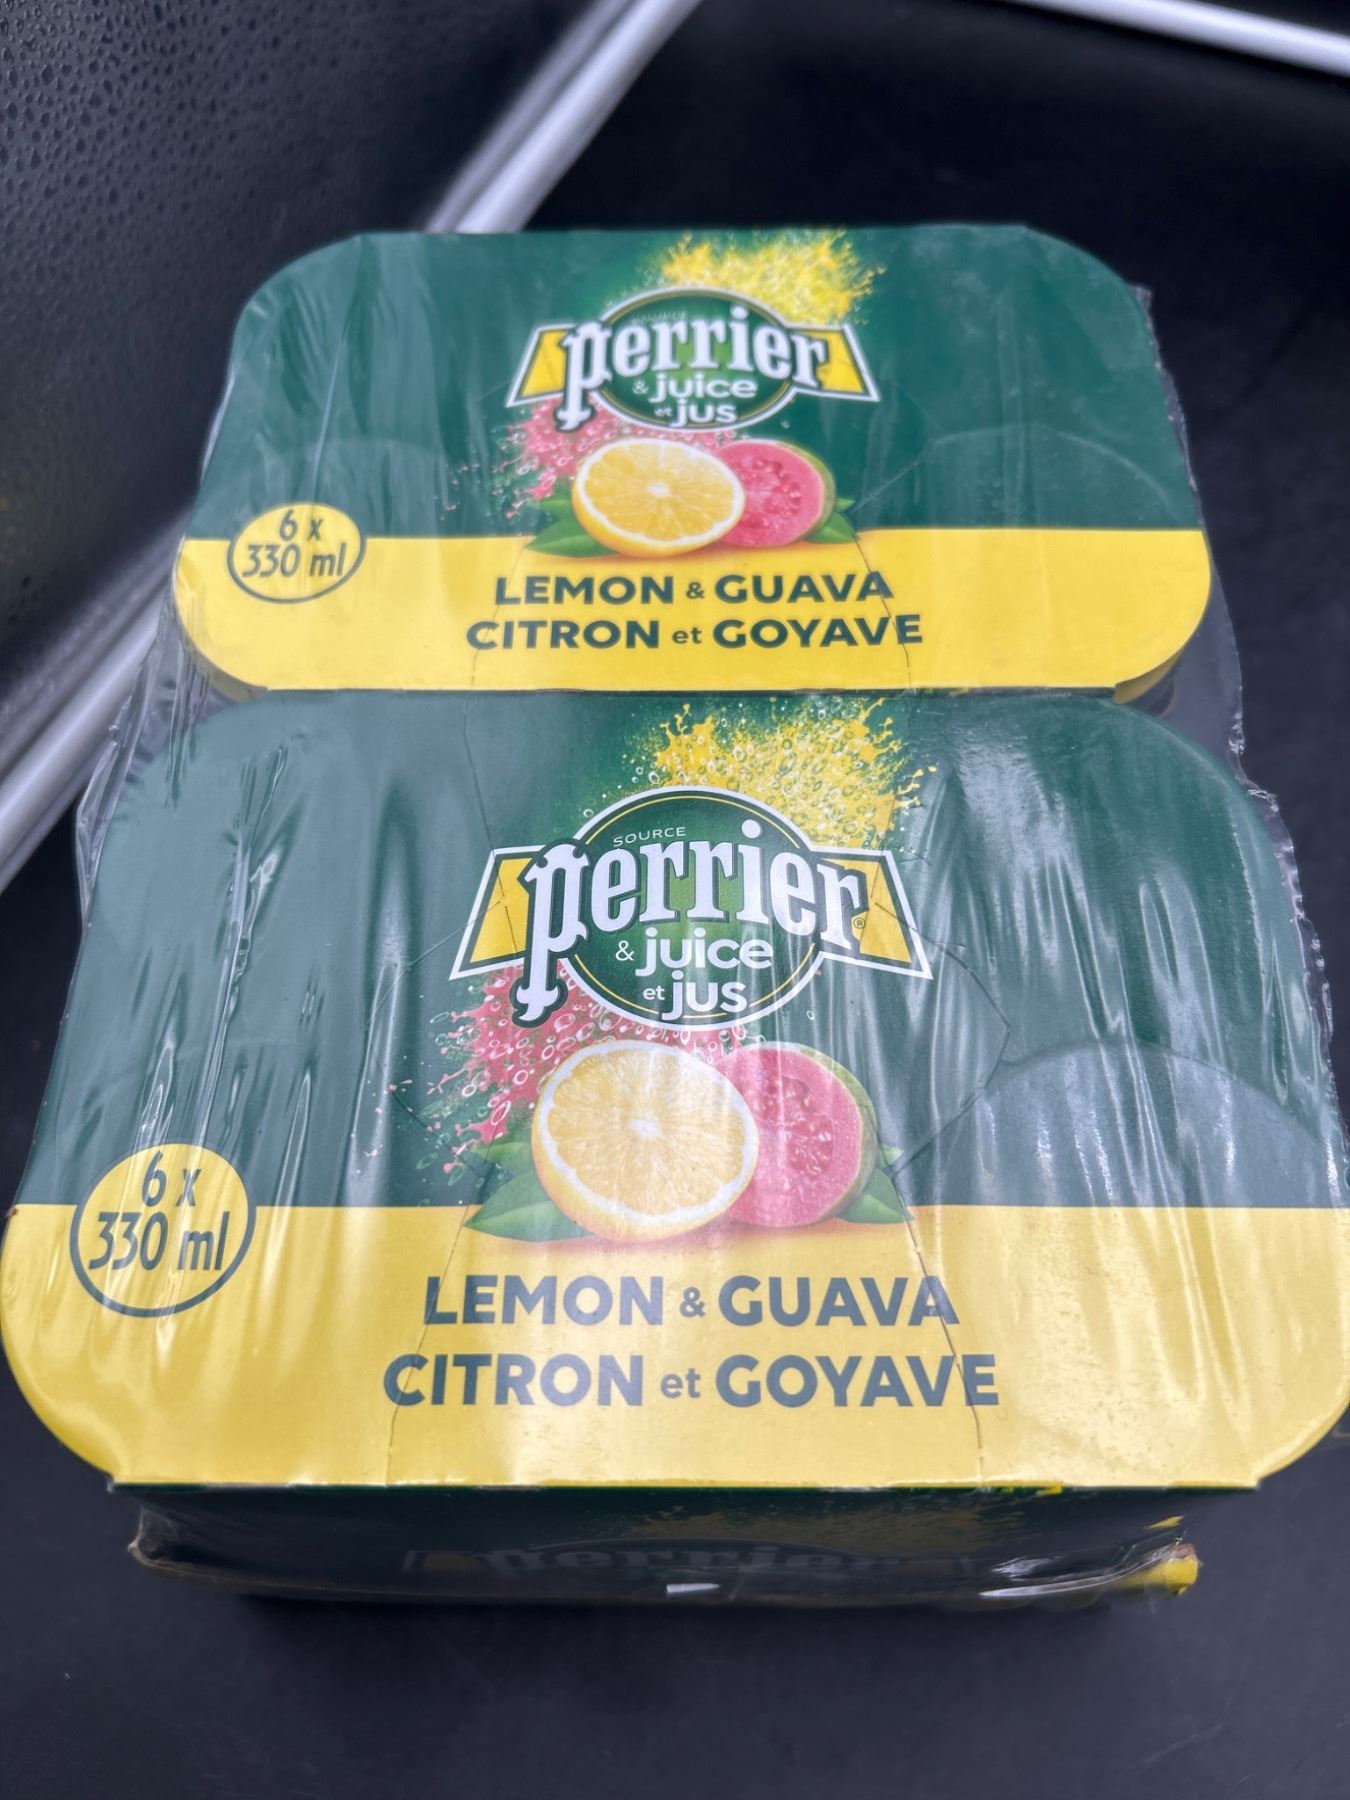 perrier
& juice
et jus
6 x
330 ml
LEMON & GUAVA
CITRON et GOYAVE
SOURCE
perrier®
& juice
et jus
6 x
330 ml
LEMON & GUAVA
CITRON et GOYAVE
perrier